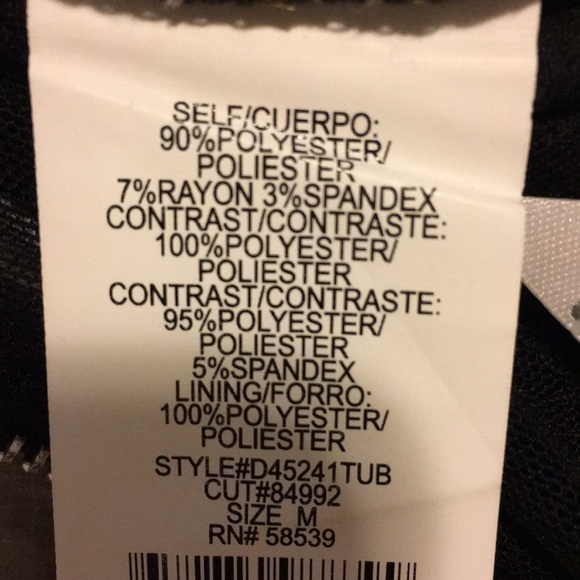 SELF/CUERPO:
90%POLYESTER/
POLIESTER
7%RAYON 3%SPANDEX
CONTRAST/CONTRASTE:
100%POLYESTER/
POLIESTER
CONTRAST/CONTRASTE:
95%POLYESTER/
POLIESTER
5%SPANDEX
LINING/FORRO:
100%POLYESTER/
POLIESTER
STYLE#D45241TUB
CUT#84992
SIZE M
RN# 58539